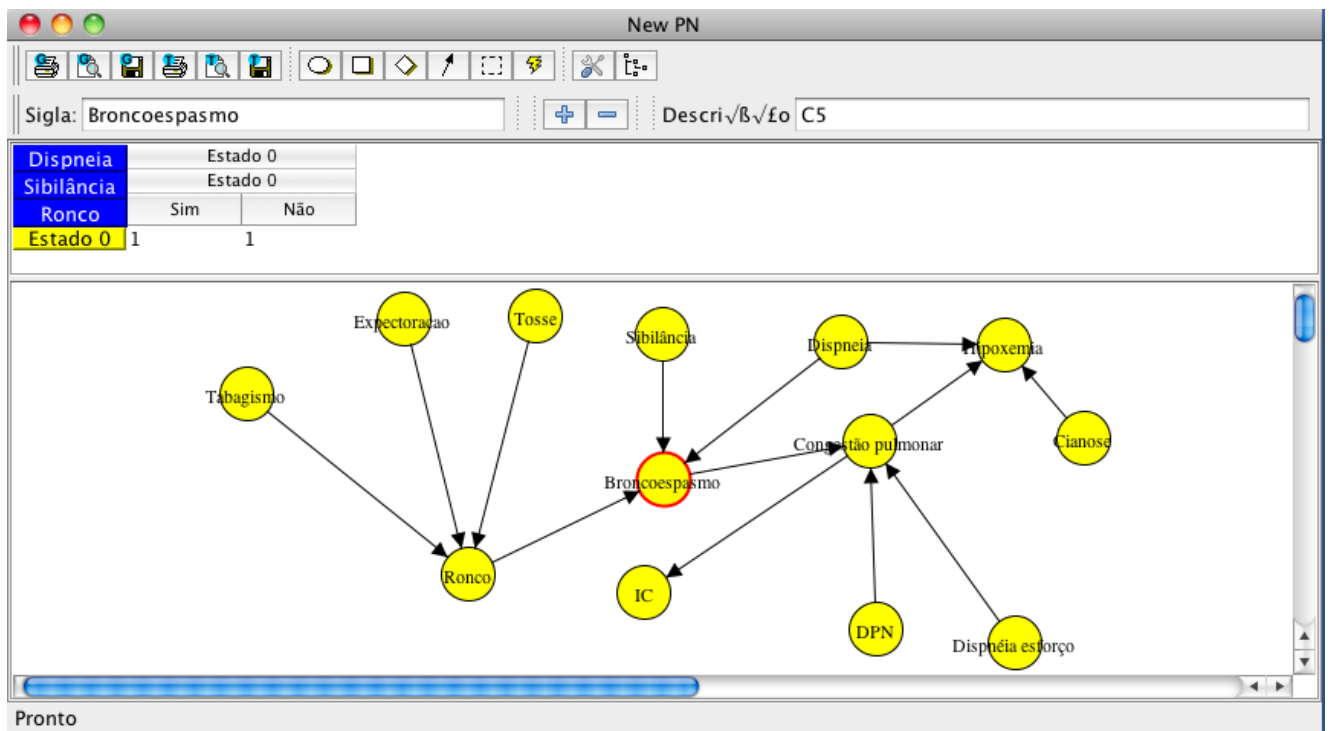 New PN
Sigla: Broncoespasmo Descri√ß√£o C5
Dispneia Estado 0
Sibilância Estado 0
Ronco Sim Não
Estado 0 1 1
Expectoracao Tosse Sibilância Dispneia Hipoxemia
Tabagismo
Congestão pulmonar Cianose
Broncoespasmo
Ronco
IC
DPN
Dispnéia esforço
Pronto